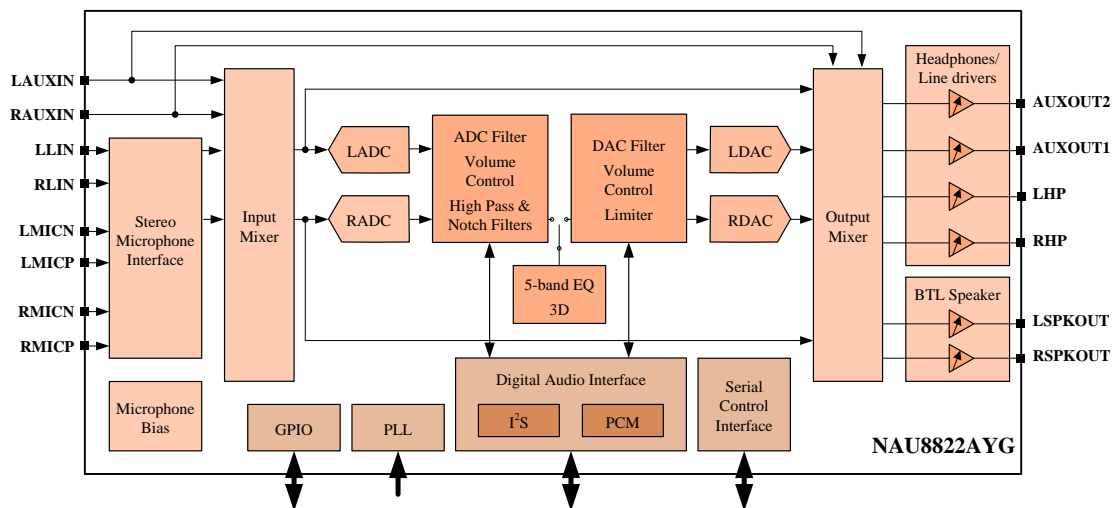 LAUXIN
RAUXIN
LLIN
RLIN
LMICN
LMICP
RMICN
RMICP
Stereo
Microphone
Interface
Microphone
Bias
Input
Mixer
LADC
RADC
ADC Filter
Volume
Control
High Pass &
Notch Filters
DAC Filter
Volume
Control
Limiter
5-band EQ
3D
LDAC
RDAC
Output
Mixer
Headphones/
Line drivers
BTL Speaker
AUXOUT2
AUXOUT1
LHP
RHP
LSPKOUT
RSPKOUT
GPIO
PLL
Digital Audio Interface
I²S
PCM
Serial
Control
Interface
NAU8822AYG